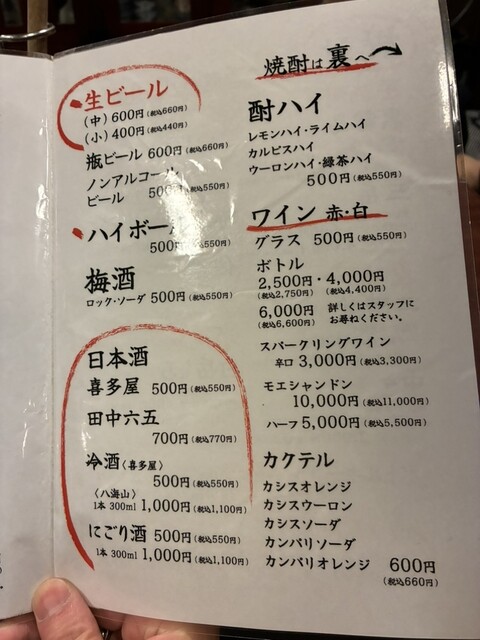 生ビール
(中) 600円(税込660円)
(小) 400円(税込440円)
瓶ビール 600円(税込660円)
ノンアルコール
ビール 500円(税込550円)
ハイボール
500円(税込550円)
梅酒
ロック・ソーダ 500円(税込550円)
日本酒
喜多屋 500円(税込550円)
田中六五
700円(税込770円)
冷酒〈喜多屋〉
500円(税込550円)
〈八海山〉
1本 300ml 1,000円(税込1,100円)
にごり酒 500円(税込550円)
1本 300ml 1,000円(税込1,100円)
焼酎は裏へ
酎ハイ
レモンハイ・ライムハイ
カルピスハイ
ウーロンハイ・緑茶ハイ
500円(税込550円)
ワイン 赤・白
グラス 500円(税込550円)
ボトル
2,500円・4,000円
(税込2,750円) (税込4,400円)
6,000円 詳しくはスタッフに
(税込6,600円) お尋ねください。
スパークリングワイン
辛口 3,000円(税込3,300円)
モエシャンドン
10,000円(税込11,000円)
ハーフ 5,000円(税込5,500円)
カクテル
カシスオレンジ
カシスウーロン
カシスソーダ
カンパリソーダ
カンパリオレンジ 600円
(税込660円)